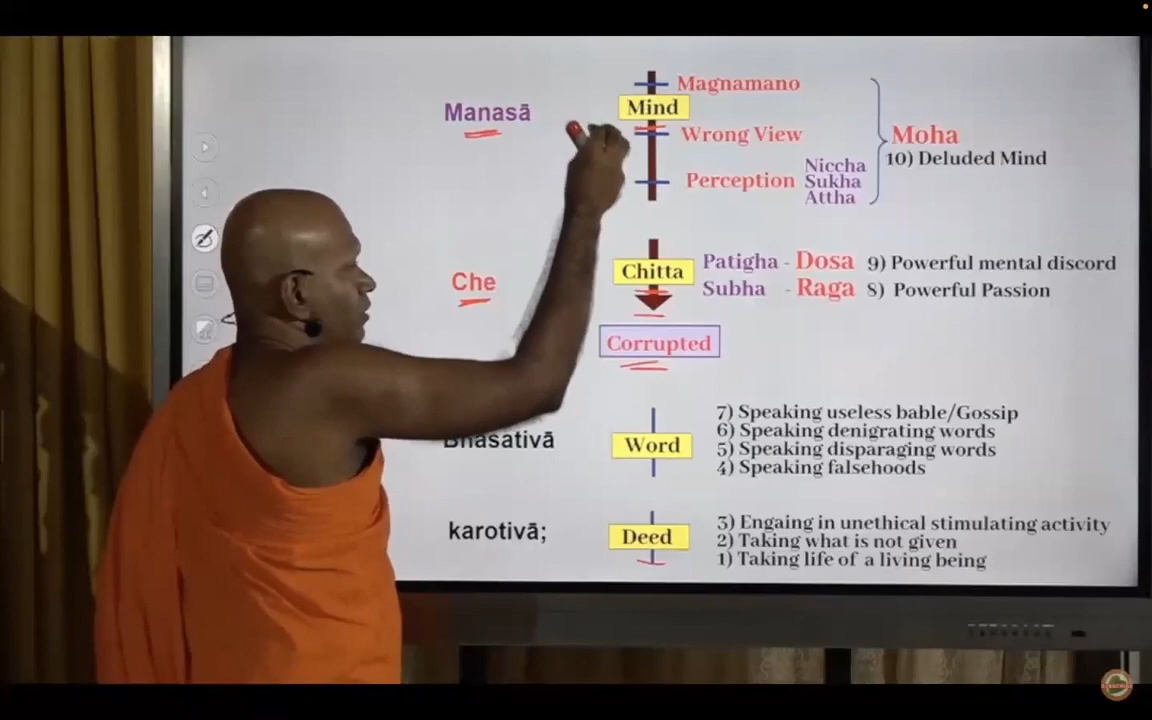 Magnamano
Manasā
Mind
Wrong View
Moha
10) Deluded Mind
Perception
Niccha
Sukha
Attha
Che
Chitta
Patigha - Dosa 9) Powerful mental discord
Subha - Raga 8) Powerful Passion
Corrupted
Bhasativā
Word
7) Speaking useless bable/Gossip
6) Speaking denigrating words
5) Speaking disparaging words
4) Speaking falsehoods
karotivā;
Deed
3) Engaing in unethical stimulating activity
2) Taking what is not given
1) Taking life of a living being